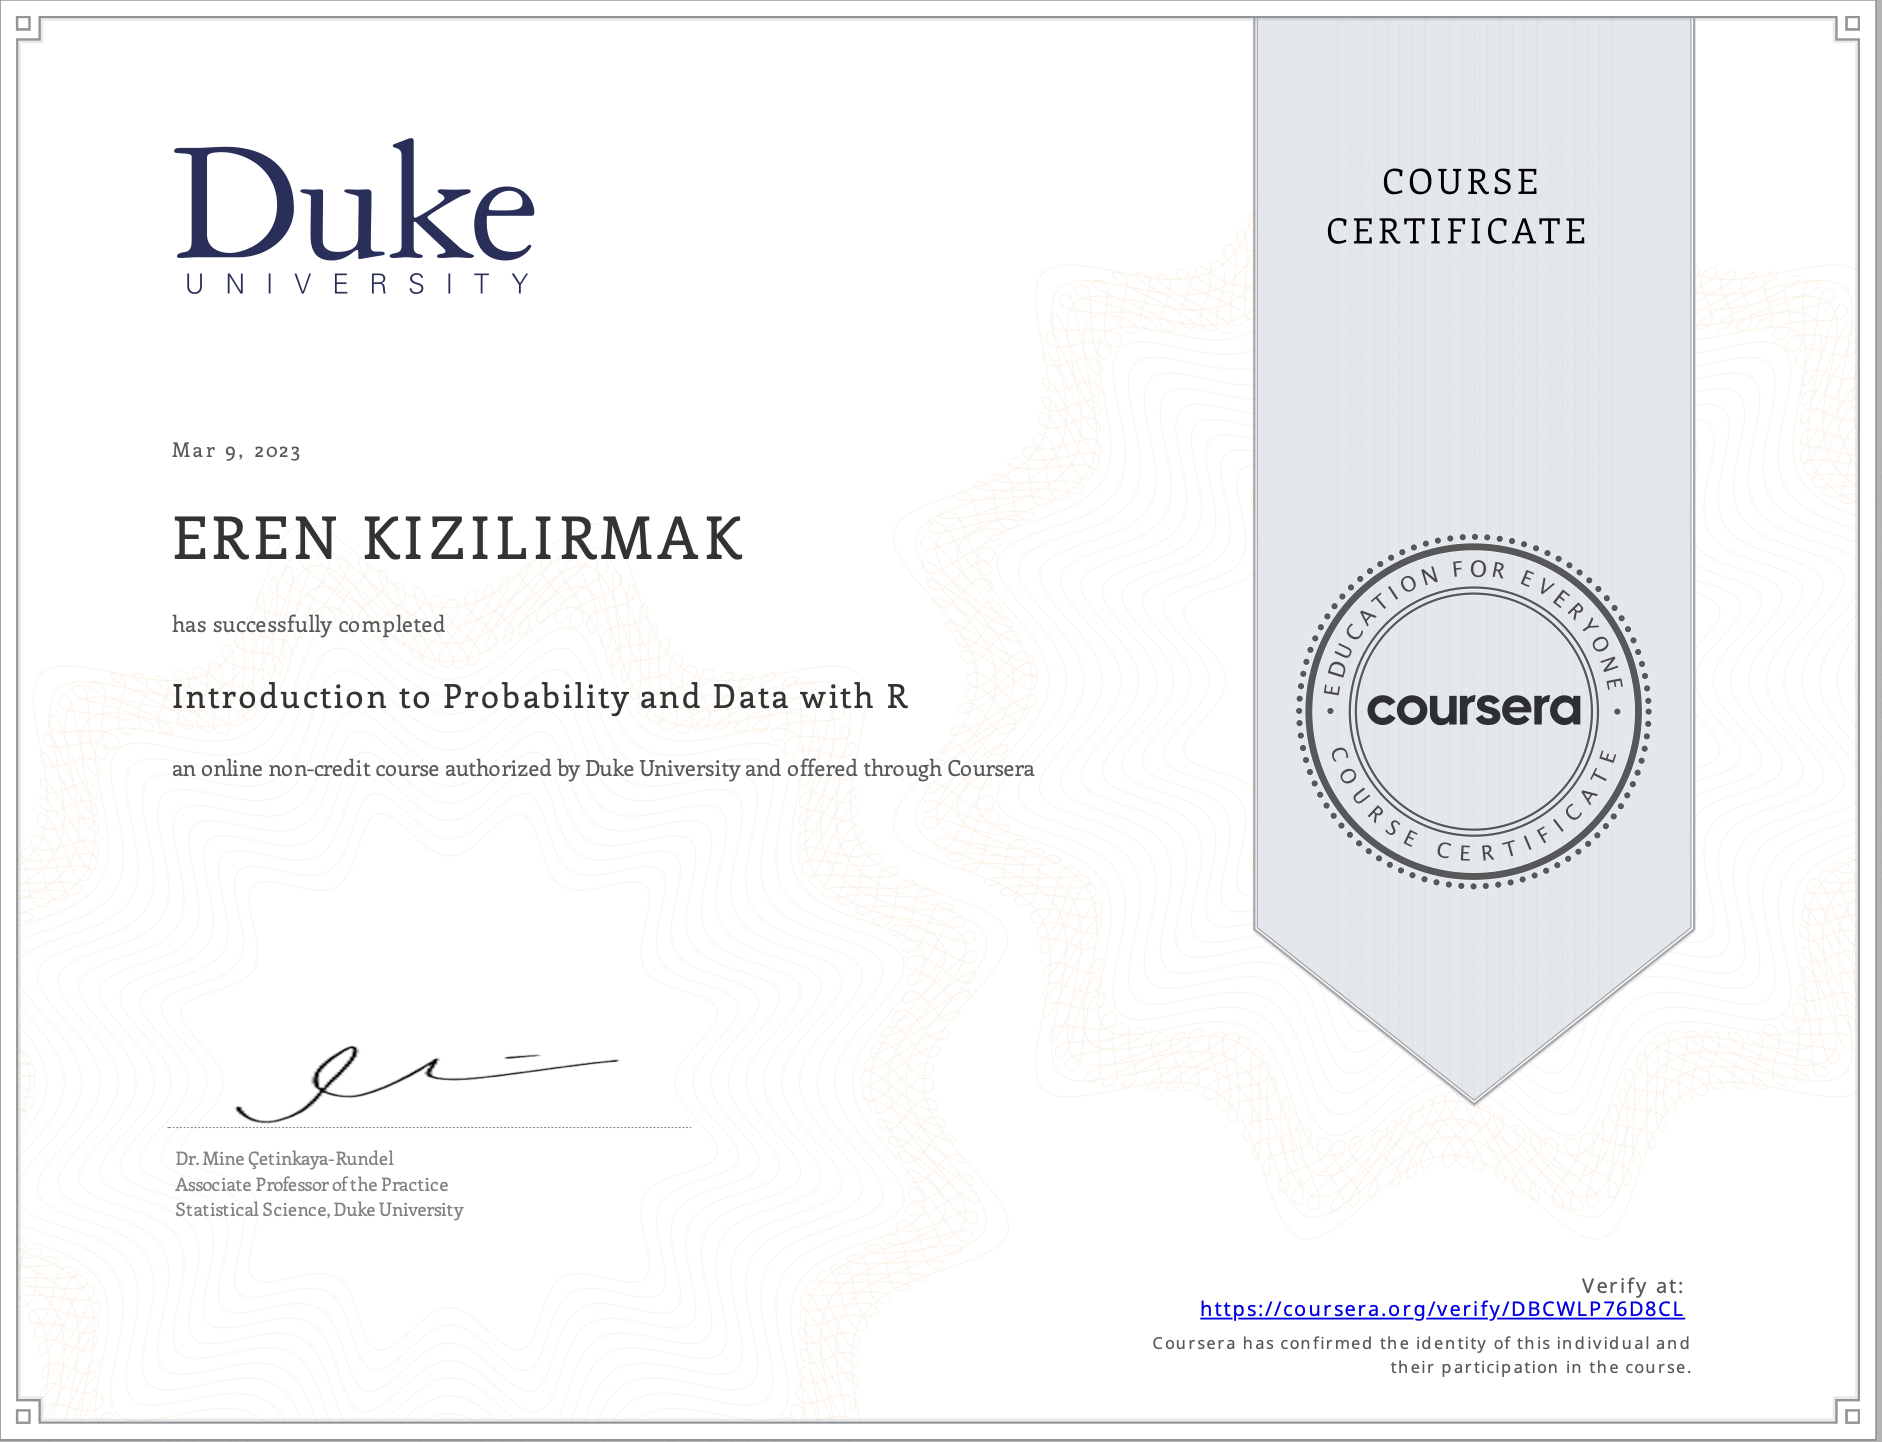 Duke
UNIVERSITY
COURSE
CERTIFICATE
Mar 9, 2023
EREN KIZILIRMAK
has successfully completed
Introduction to Probability and Data with R
an online non-credit course authorized by Duke University and offered through Coursera
EDUCATION FOR EVERYONE
coursera
COURSE CERTIFICATE
Dr. Mine Çetinkaya-Rundel
Associate Professor of the Practice
Statistical Science, Duke University
Verify at:
https://coursera.org/verify/DBCWLP76D8CL
Coursera has confirmed the identity of this individual and
their participation in the course.